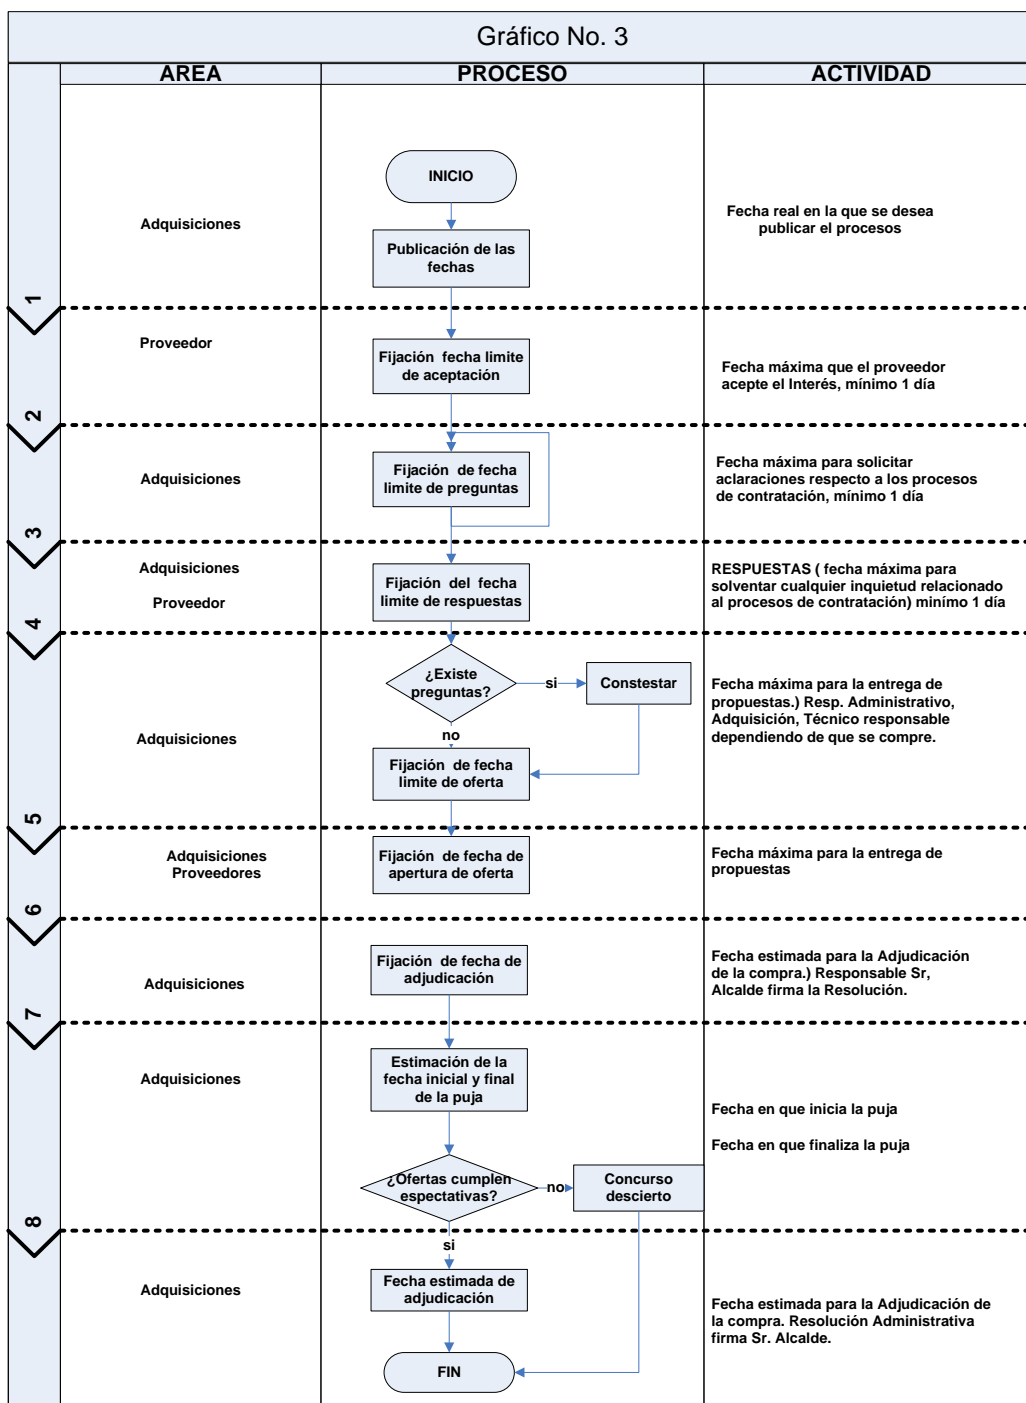 Gráfico No. 3
AREA
PROCESO
ACTIVIDAD
INICIO
Adquisiciones
Publicación de las
fechas
Fecha real en la que se desea
publicar el procesos
1
Proveedor
Fijación fecha limite
de aceptación
Fecha máxima que el proveedor
acepte el Interés, mínimo 1 día
2
Adquisiciones
Fijación de fecha
limite de preguntas
Fecha máxima para solicitar
aclaraciones respecto a los procesos
de contratación, mínimo 1 día
3
Adquisiciones
Proveedor
Fijación del fecha
limite de respuestas
RESPUESTAS ( fecha máxima para
solventar cualquier inquietud relacionado
al procesos de contratación) minímo 1 día
4
¿Existe
preguntas?
si
Constestar
no
Adquisiciones
Fijación de fecha
limite de oferta
Fecha máxima para la entrega de
propuestas.) Resp. Administrativo,
Adquisición, Técnico responsable
dependiendo de que se compre.
5
Adquisiciones
Proveedores
Fijación de fecha de
apertura de oferta
Fecha máxima para la entrega de
propuestas
6
Adquisiciones
Fijación de fecha de
adjudicación
Fecha estimada para la Adjudicación
de la compra.) Responsable Sr,
Alcalde firma la Resolución.
7
Adquisiciones
Estimación de la
fecha inicial y final
de la puja
Fecha en que inicia la puja
Fecha en que finaliza la puja
¿Ofertas cumplen
espectativas?
no
Concurso
descierto
8
si
Adquisiciones
Fecha estimada de
adjudicación
Fecha estimada para la Adjudicación de
la compra. Resolución Administrativa
firma Sr. Alcalde.
FIN